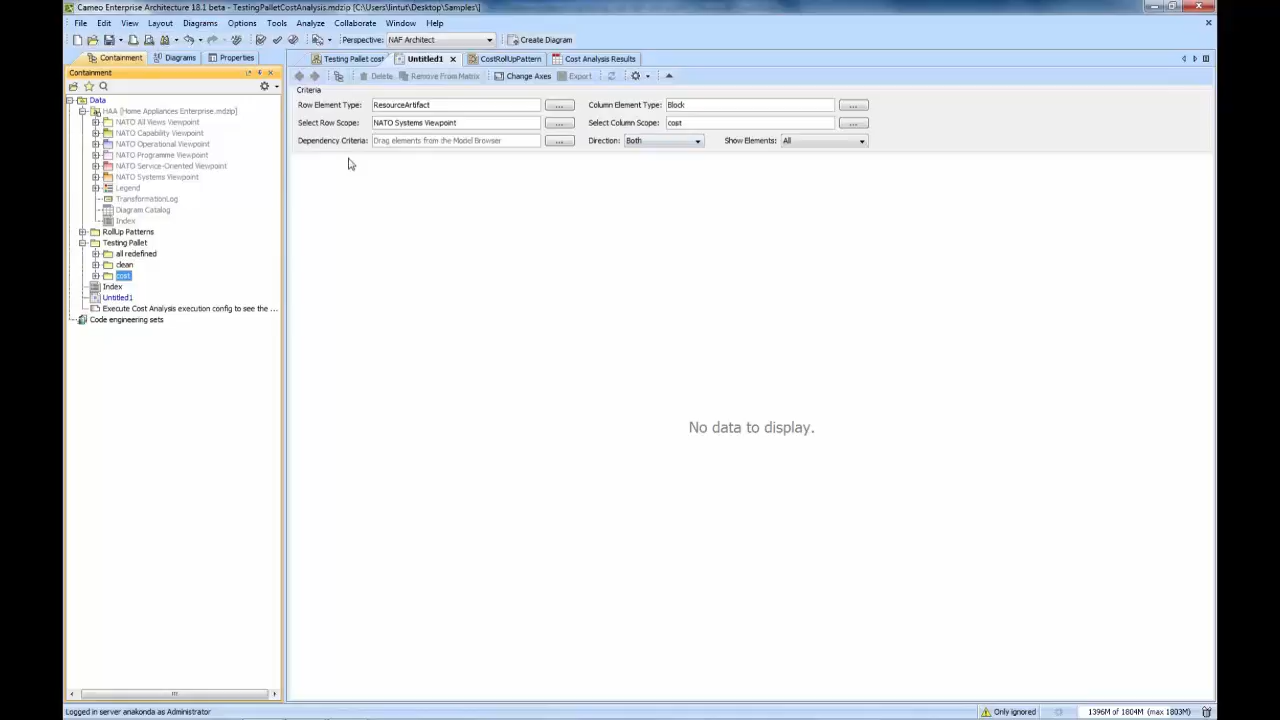 Cameo Enterprise Architecture 18.1 beta - TestingPalletCostAnalysis.mdzip [C:\Users\lintut\Desktop\Samples\]
File Edit View Layout Diagrams Options Tools Analyze Collaborate Window Help
Perspective: NAF Architect Create Diagram
Containment Diagrams Properties
Testing Pallet cost Untitled1 CostRollUpPattern Cost Analysis Results
Containment
Delete Remove From Matrix Change Axes Export
Criteria
Row Element Type: ResourceArtifact Column Element Type: Block
Select Row Scope: NATO Systems Viewpoint Select Column Scope: cost
Dependency Criteria: Drag elements from the Model Browser Direction: Both Show Elements: All
Data
HAA [Home Appliances Enterprise.mdzip]
NATO All Views Viewpoint
NATO Capability Viewpoint
NATO Operational Viewpoint
NATO Programme Viewpoint
NATO Service-Oriented Viewpoint
NATO Systems Viewpoint
Legend
TransformationLog
Diagram Catalog
Index
RollUp Patterns
Testing Pallet
all redefined
clean
cost
Index
Untitled1
Execute Cost Analysis execution config to see the ...
Code engineering sets
No data to display.
Logged in server anakonda as Administrator
Only ignored 1396M of 1804M (max 1803M)